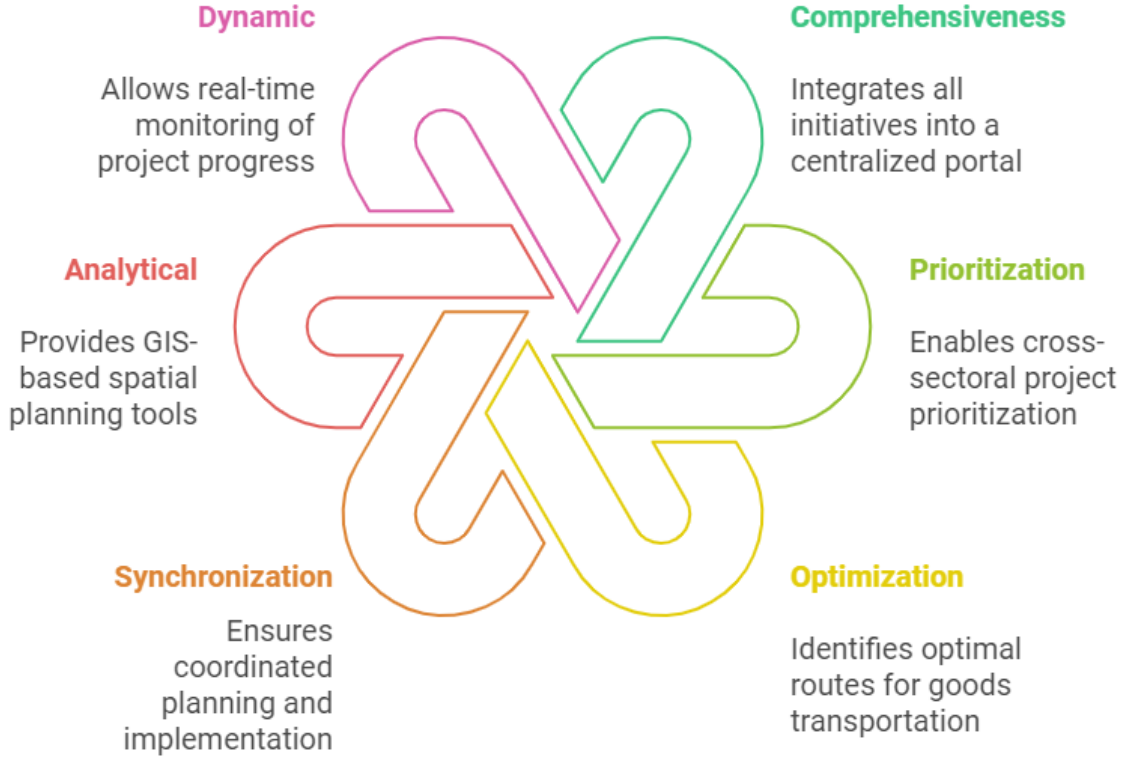 Dynamic
Allows real-time
monitoring of
project progress
Comprehensiveness
Integrates all
initiatives into a
centralized portal
Analytical
Provides GIS-
based spatial
planning tools
Prioritization
Enables cross-
sectoral project
prioritization
Synchronization
Ensures
coordinated
planning and
implementation
Optimization
Identifies optimal
routes for goods
transportation